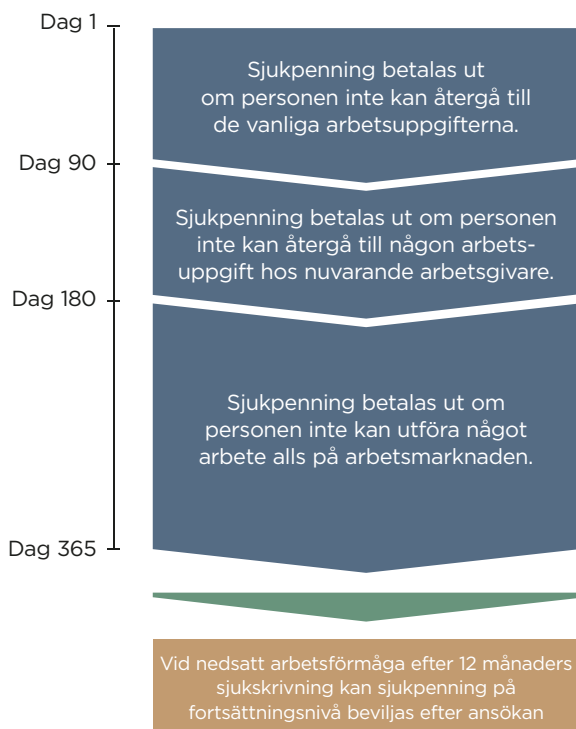 Dag 1
Sjukpenning betalas ut
om personen inte kan återgå till
de vanliga arbetsuppgifterna.
Dag 90
Sjukpenning betalas ut om personen
inte kan återgå till någon arbets-
uppgift hos nuvarande arbetsgivare.
Dag 180
Sjukpenning betalas ut om
personen inte kan utföra något
arbete alls på arbetsmarknaden.
Dag 365
Vid nedsatt arbetsförmåga efter 12 månaders
sjukskrivning kan sjukpenning på
fortsättningsnivå beviljas efter ansökan